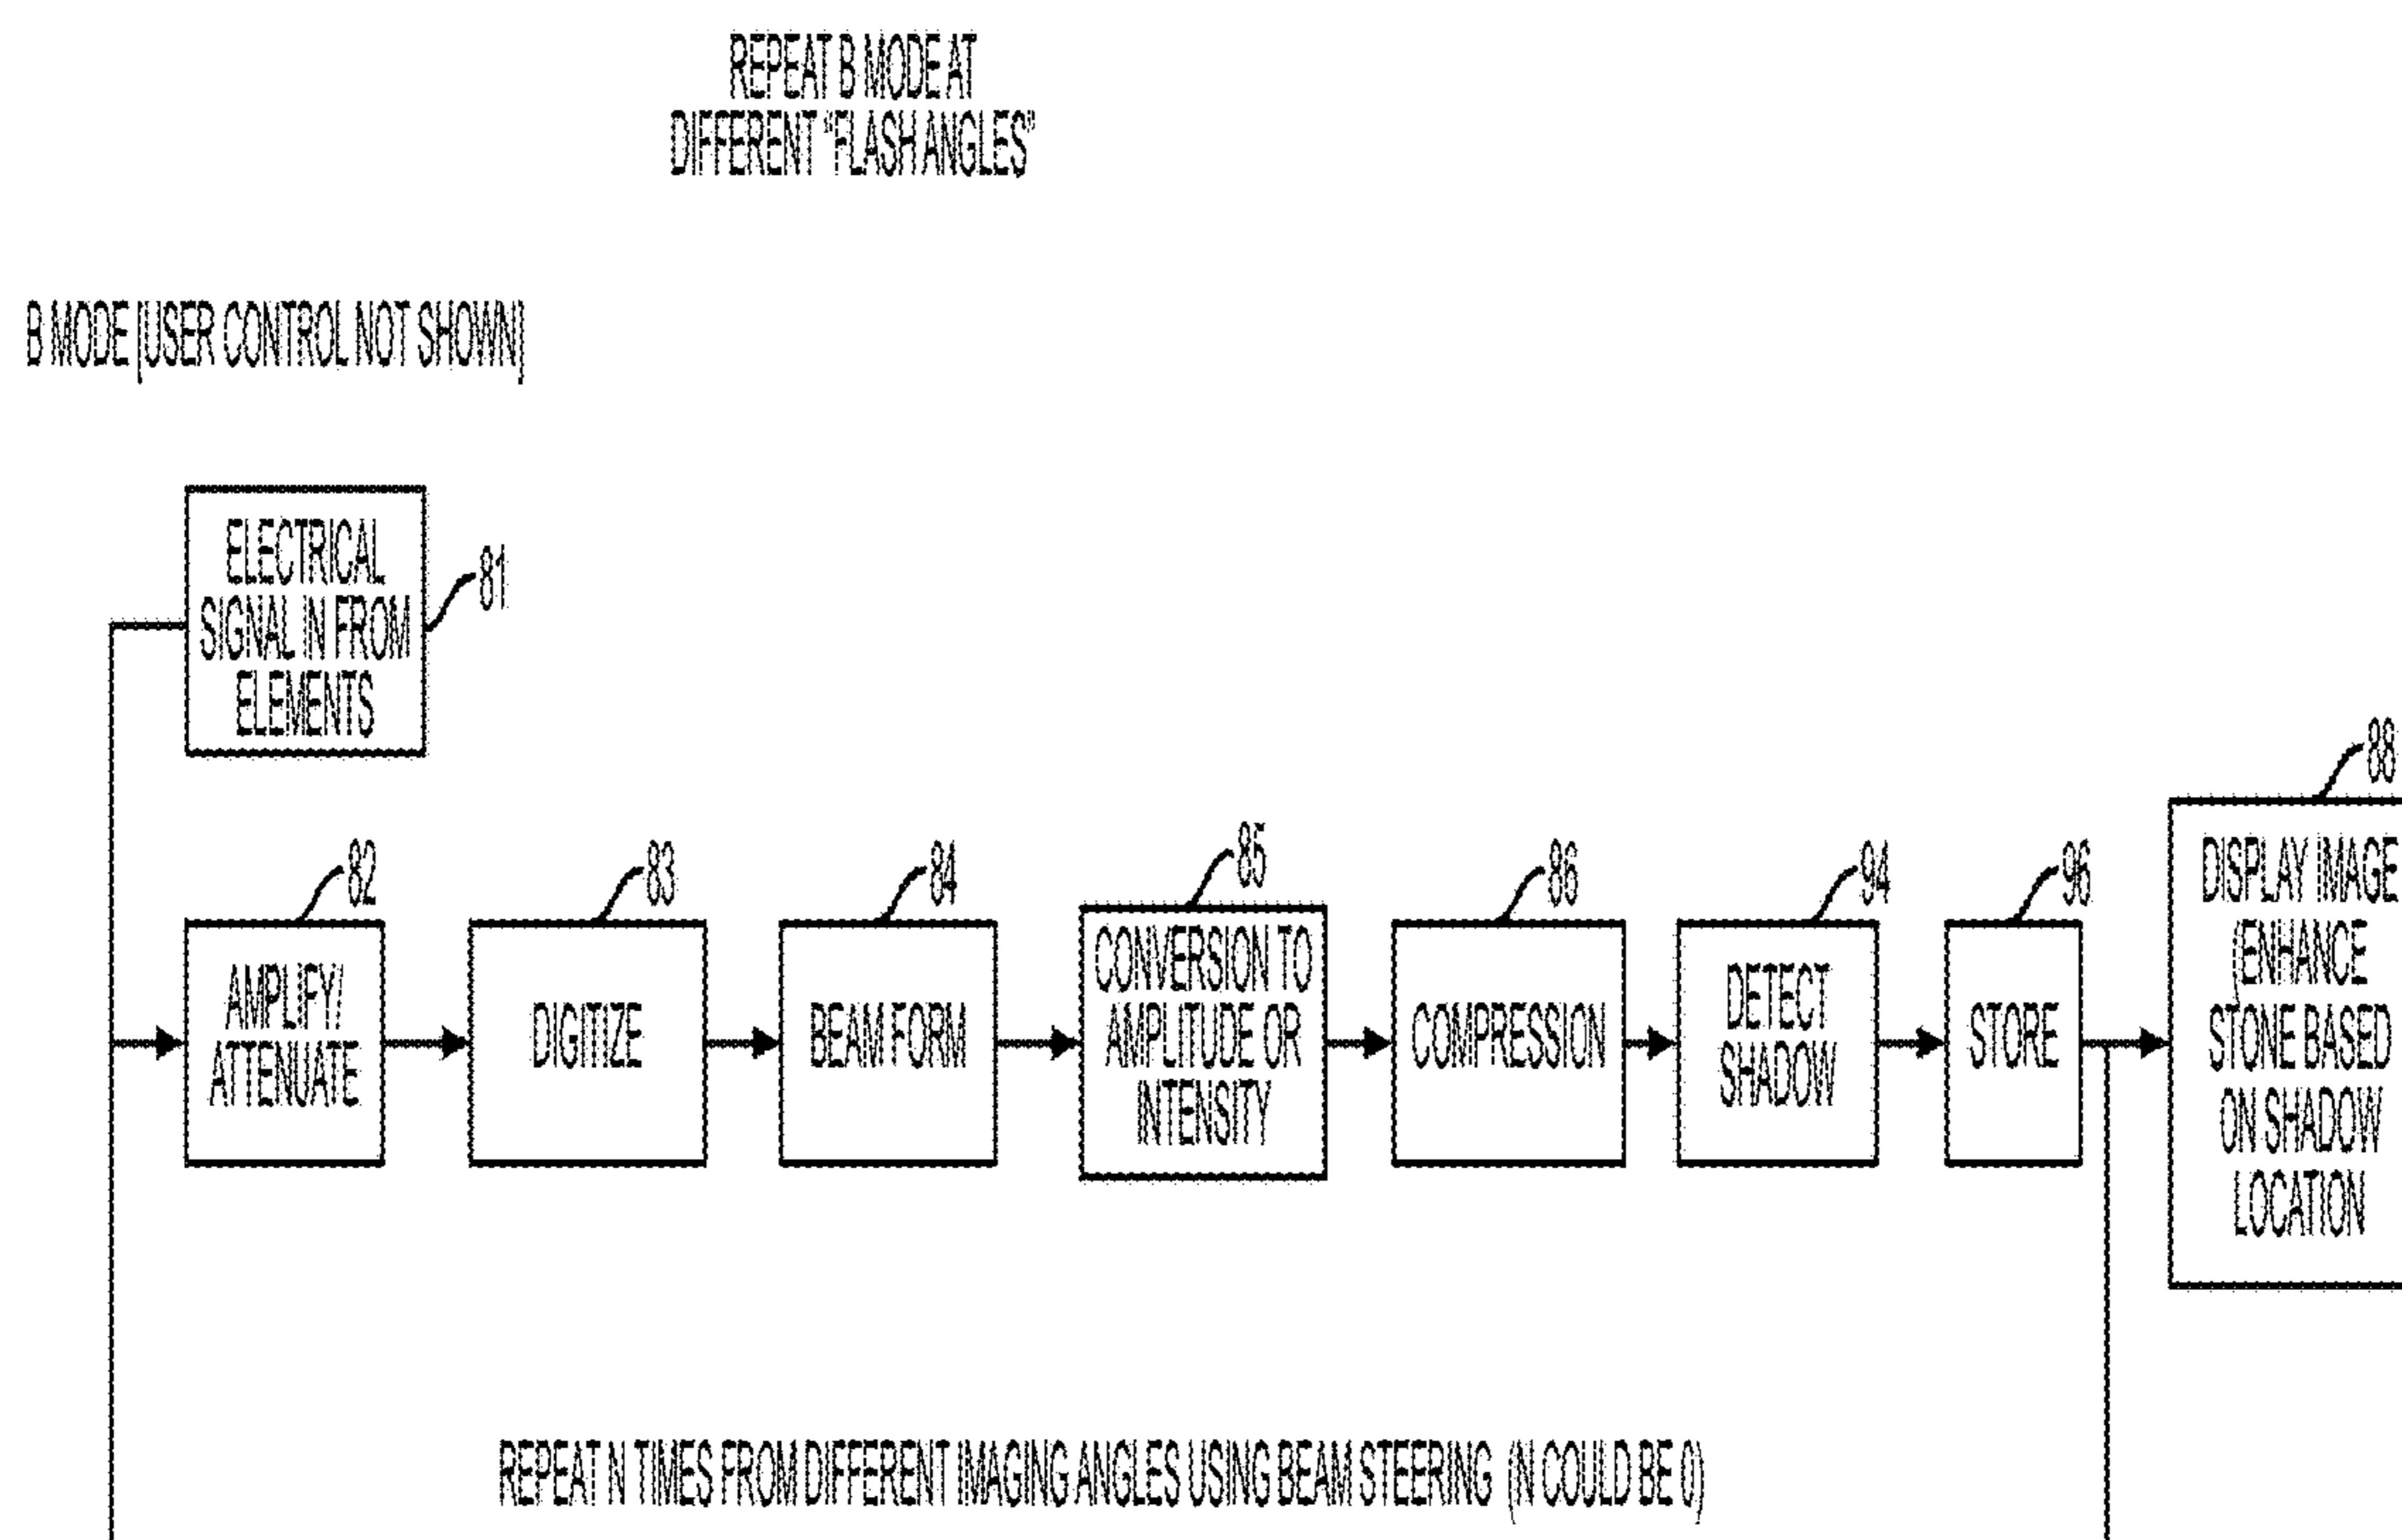 REPEAT B MODE AT
DIFFERENT "FLASH ANGLES"
B MODE [USER CONTROL NOT SHOWN]
ELECTRICAL
SIGNAL IN FROM
ELEMENTS
81
82
AMPLIFY/
ATTENUATE
83
DIGITIZE
84
BEAM FORM
85
CONVERSION TO
AMPLITUDE OR
INTENSITY
86
COMPRESSION
94
DETECT
SHADOW
96
STORE
88
DISPLAY IMAGE
(ENHANCE
STONE BASED
ON SHADOW
LOCATION
REPEAT N TIMES FROM DIFFERENT IMAGING ANGLES USING BEAM STEERING (N COULD BE 0)